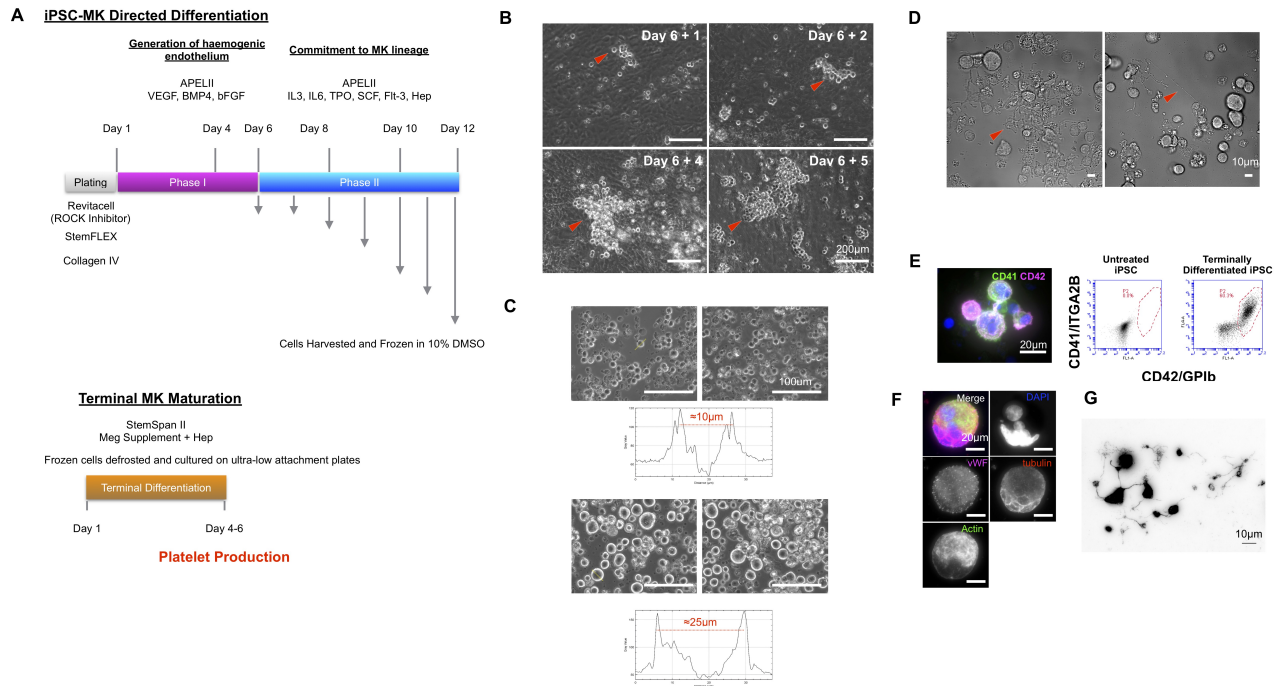 A
iPSC-MK Directed Differentiation
Generation of haemogenic
endothelium
Commitment to MK lineage
APELII
VEGF, BMP4, bFGF
APELII
IL3, IL6, TPO, SCF, Flt-3, Hep
Day 1
Day 4
Day 6
Day 8
Day 10
Day 12
Plating
Phase I
Phase II
Revitacell
(ROCK Inhibitor)
StemFLEX
Collagen IV
Cells Harvested and Frozen in 10% DMSO
Terminal MK Maturation
StemSpan II
Meg Supplement + Hep
Frozen cells defrosted and cultured on ultra-low attachment plates
Terminal Differentiation
Day 1
Day 4-6
Platelet Production
B
Day 6 + 1
Day 6 + 2
Day 6 + 4
Day 6 + 5
200μm
C
100μm
≈10μm
≈25μm
D
10μm
E
CD41 CD42
20μm
Untreated
iPSC
Terminally
Differentiated iPSC
CD41/ITGA2B
FL1-A
FL1-A
CD42/GPIb
F
Merge
20μm
DAPI
vWF
tubulin
Actin
G
10μm